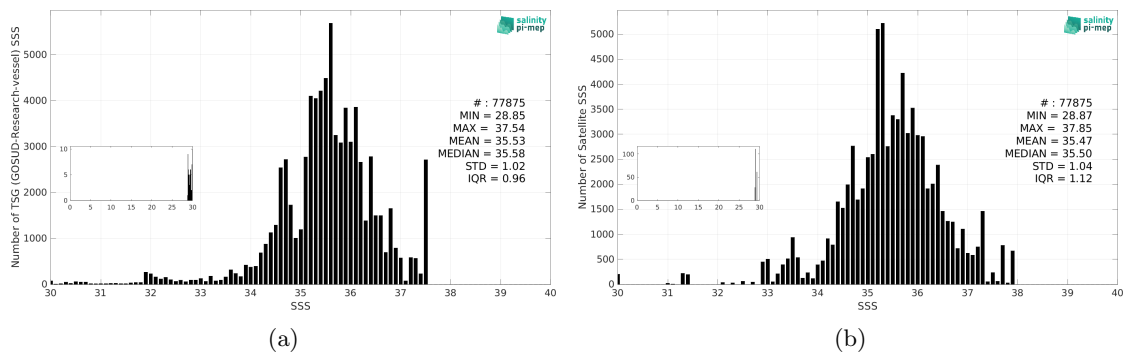 salinity
pi-mep
Number of TSG (GOSUD-Research-vessel) SSS
5000
4000
3000
2000
1000
0
# : 77875
MIN = 28.85
MAX = 37.54
MEAN = 35.53
MEDIAN = 35.58
STD = 1.02
IQR = 0.96
10
5
0
0 5 10 15 20 25 30
30 31 32 33 34 35 36 37 38 39 40
SSS
(a)
salinity
pi-mep
Number of Satellite SSS
5000
4500
4000
3500
3000
2500
2000
1500
1000
500
0
# : 77875
MIN = 28.87
MAX = 37.85
MEAN = 35.47
MEDIAN = 35.50
STD = 1.04
IQR = 1.12
100
50
0
0 5 10 15 20 25 30
30 31 32 33 34 35 36 37 38 39 40
SSS
(b)